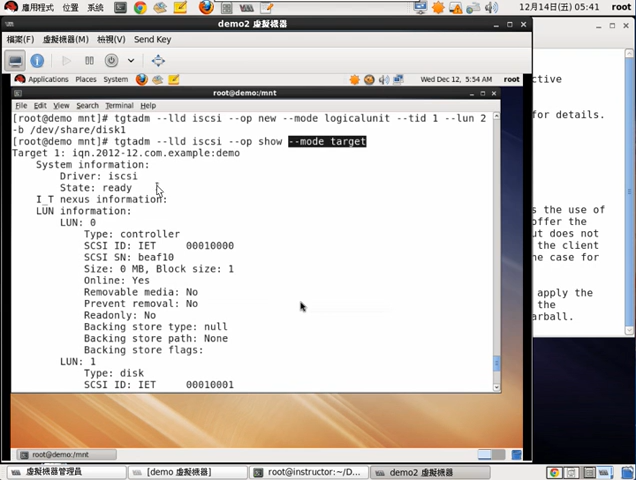 應用程式 位置 系統 12月14日(五) 05:41 root
demo2 虛擬機器
檔案(F) 虛擬機器(M) 檢視(V) Send Key
Applications Places System Wed Dec 12, 5:54 AM root
root@demo:/mnt
File Edit View Search Terminal Help
[root@demo mnt]# tgtadm --lld iscsi --op new --mode logicalunit --tid 1 --lun 2
-b /dev/share/disk1
[root@demo mnt]# tgtadm --lld iscsi --op show --mode target
Target 1: iqn.2012-12.com.example:demo
System information:
Driver: iscsi
State: ready
I_T nexus information:
LUN information:
LUN: 0
Type: controller
SCSI ID: IET     00010000
SCSI SN: beaf10
Size: 0 MB, Block size: 1
Online: Yes
Removable media: No
Prevent removal: No
Readonly: No
Backing store type: null
Backing store path: None
Backing store flags:
LUN: 1
Type: disk
SCSI ID: IET     00010001
ctive
for details.
s the use of
offer the
ut does not
the client
ne case for
apply the
the
arball.
root@demo:/mnt
虛擬機器管理員 [demo 虛擬機器] root@instructor:~/D... demo2 虛擬機器